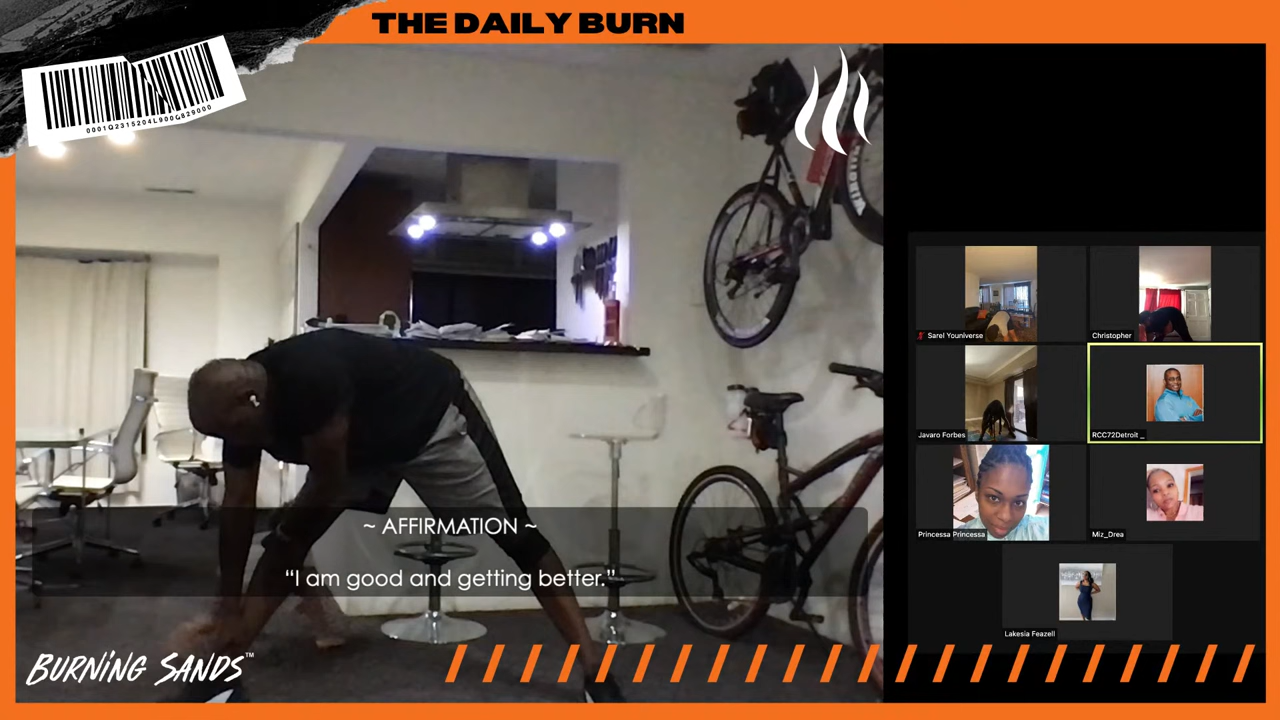 THE DAILY BURN
0001Q2315204L900G829000
~ AFFIRMATION ~
“I am good and getting better.”
BURNING SANDS™
Sarel Youniverse
Christopher
Javaro Forbes
RCC72Detroit _
Princessa Princessa
Miz_Drea
Lakesia Feazell